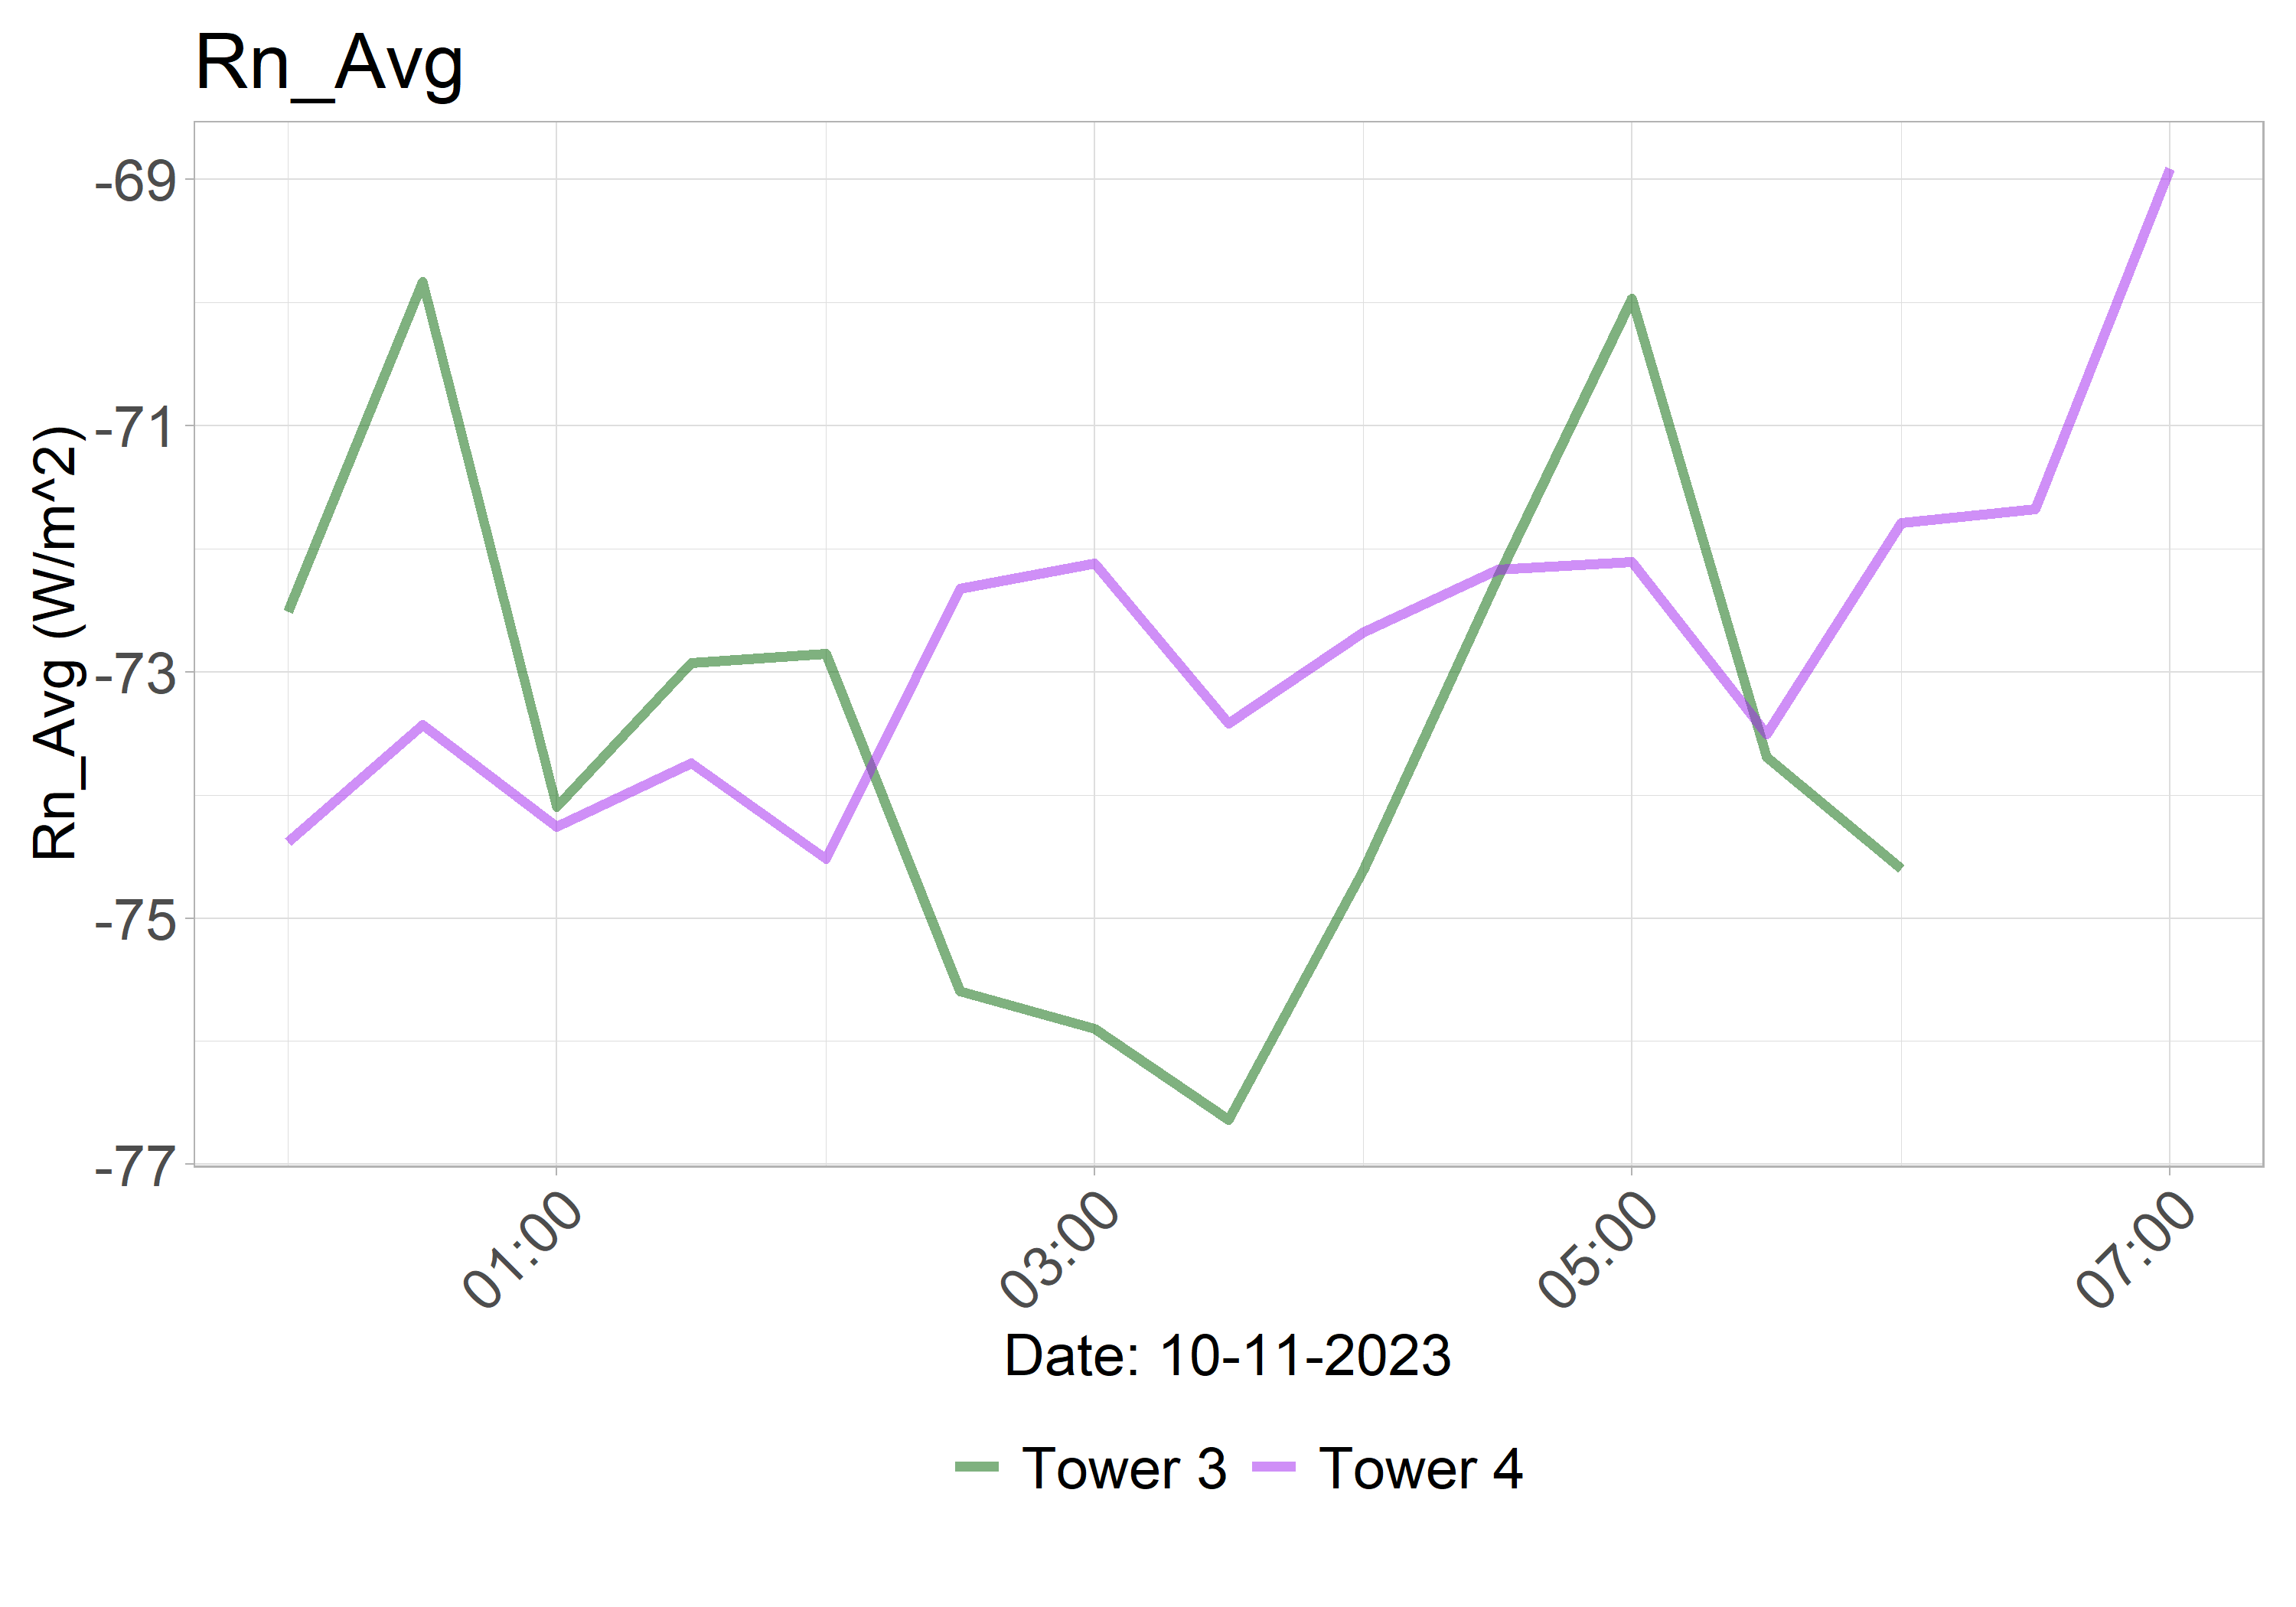 Rn_Avg
Rn_Avg (W/m^2)
-69
-71
-73
-75
-77
01:00
03:00
05:00
07:00
Date: 10-11-2023
Tower 3
Tower 4